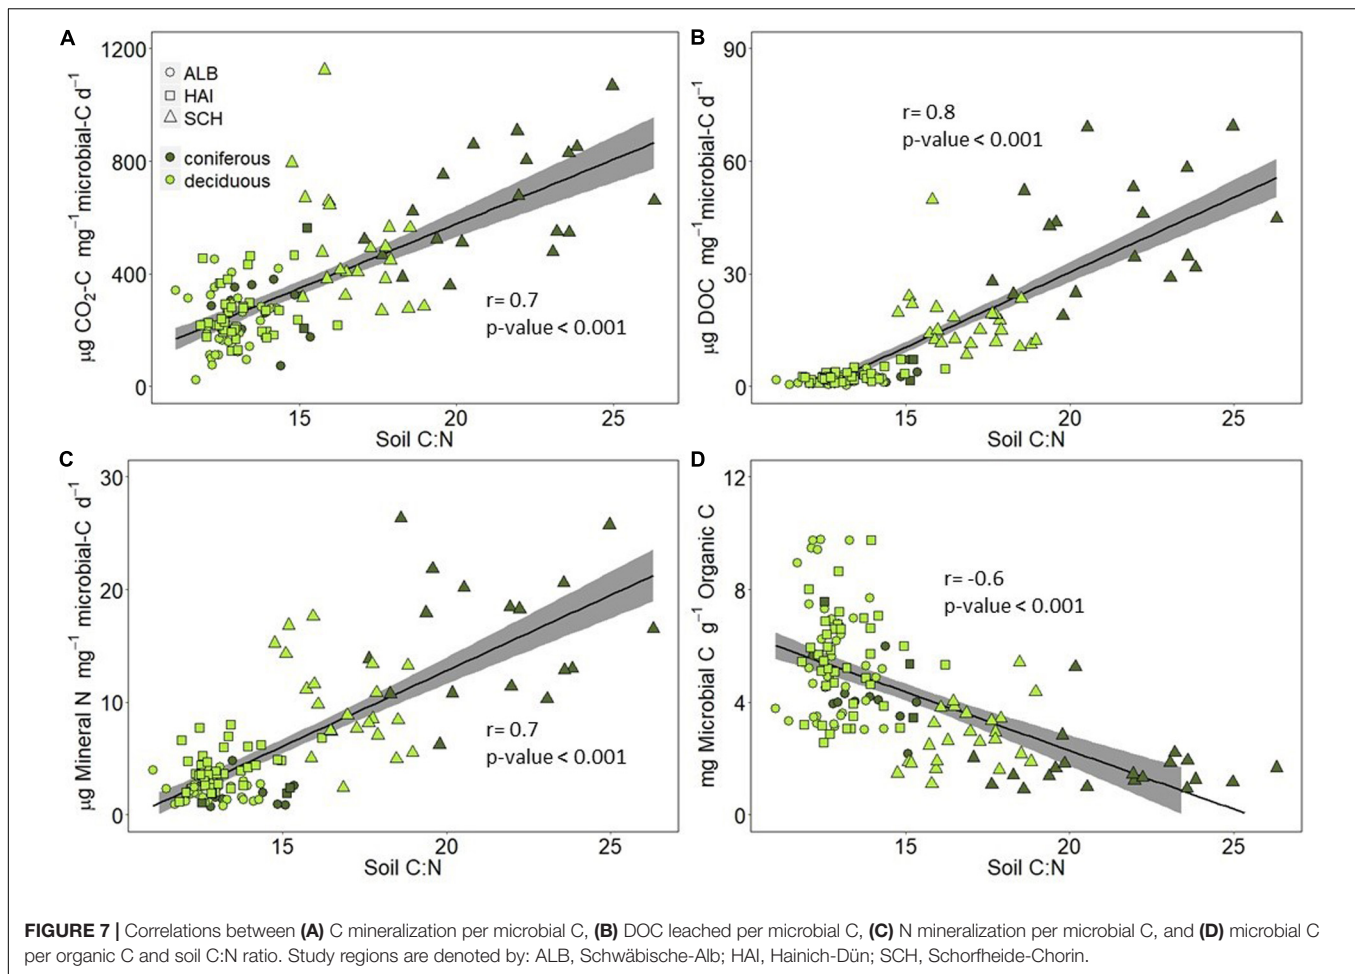 A
1200
800
400
0
µg CO₂-C mg⁻¹microbial-C d⁻¹
ALB
HAI
SCH
coniferous
deciduous
r= 0.7
p-value < 0.001
15 20 25
Soil C:N
B
90
60
30
0
µg DOC mg⁻¹microbial-C d⁻¹
r= 0.8
p-value < 0.001
15 20 25
Soil C:N
C
30
20
10
0
µg Mineral N mg⁻¹ microbial-C d⁻¹
r= 0.7
p-value < 0.001
15 20 25
Soil C:N
D
12
8
4
0
mg Microbial C g⁻¹ Organic C
r= -0.6
p-value < 0.001
15 20 25
Soil C:N
FIGURE 7 | Correlations between (A) C mineralization per microbial C, (B) DOC leached per microbial C, (C) N mineralization per microbial C, and (D) microbial C
per organic C and soil C:N ratio. Study regions are denoted by: ALB, Schwäbische-Alb; HAI, Hainich-Dün; SCH, Schorfheide-Chorin.